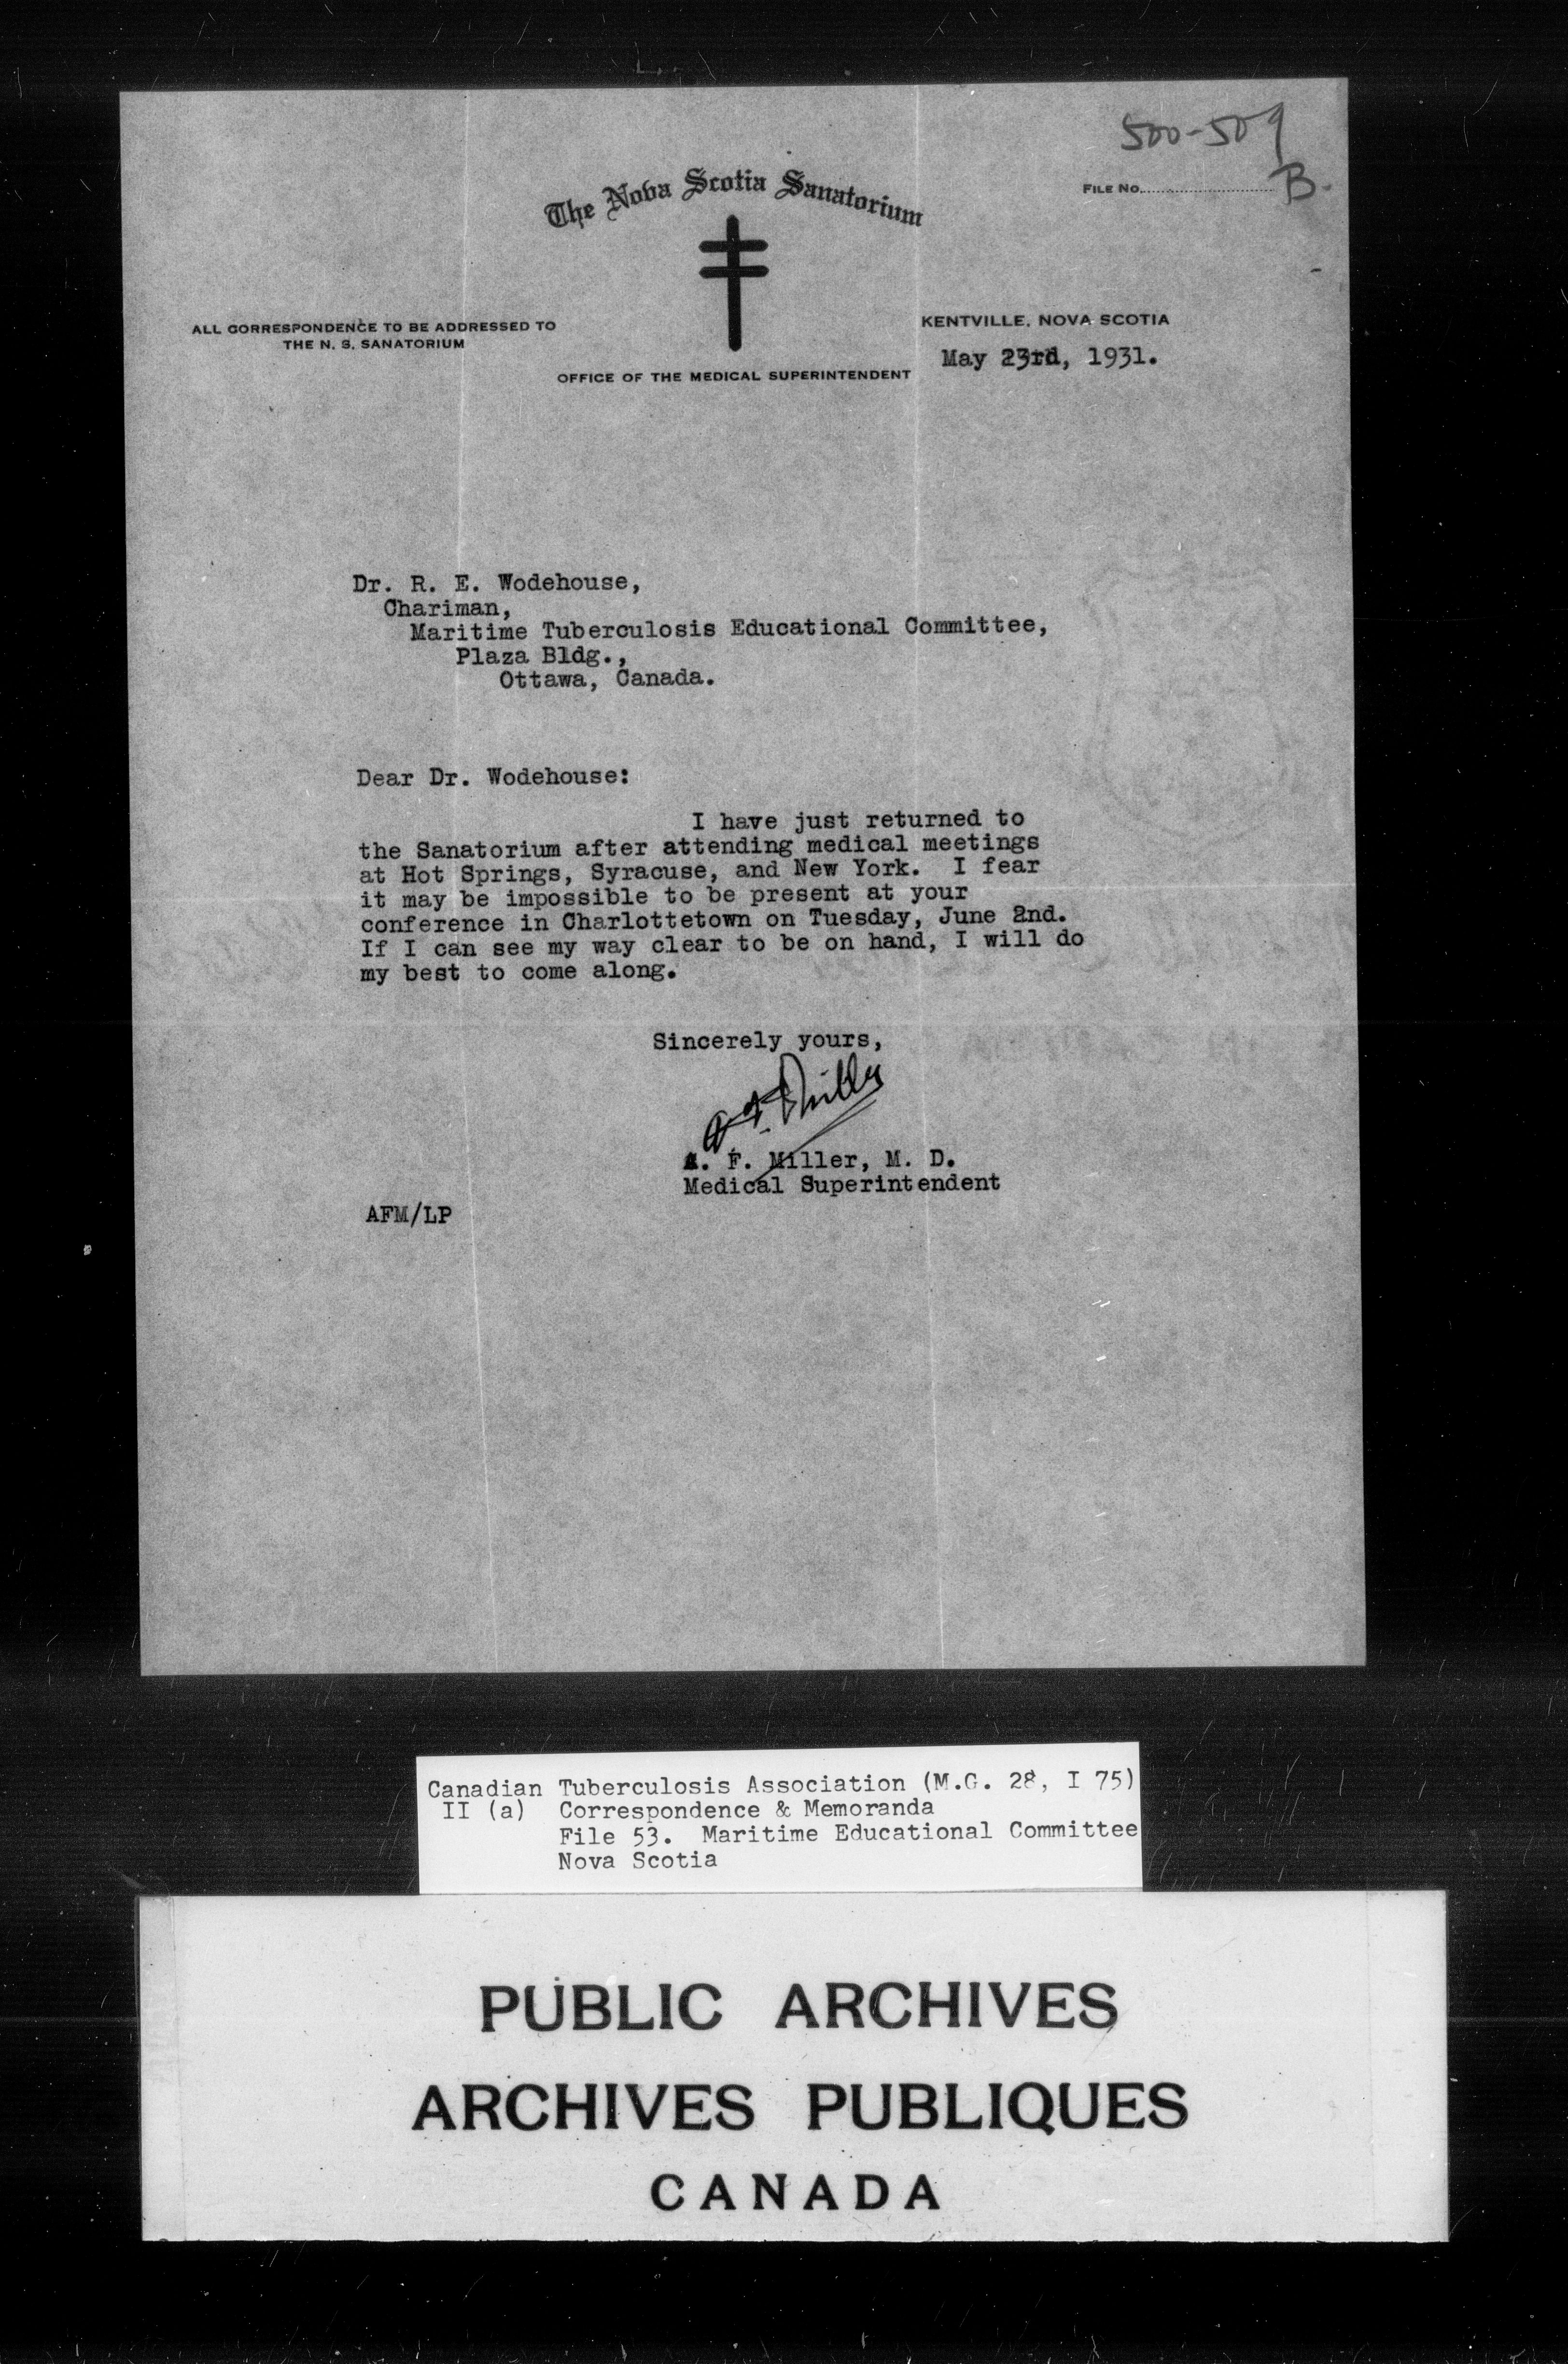 500-509
FILE No. B.
The Nova Scotia Sanatorium
ALL CORRESPONDENCE TO BE ADDRESSED TO
THE N. S. SANATORIUM
KENTVILLE, NOVA SCOTIA
May 23rd, 1931.
OFFICE OF THE MEDICAL SUPERINTENDENT
Dr. R. E. Wodehouse,
Chariman,
Maritime Tuberculosis Educational Committee,
Plaza Bldg.,
Ottawa, Canada.
Dear Dr. Wodehouse:
I have just returned to
the Sanatorium after attending medical meetings
at Hot Springs, Syracuse, and New York. I fear
it may be impossible to be present at your
conference in Charlottetown on Tuesday, June 2nd.
If I can see my way clear to be on hand, I will do
my best to come along.
Sincerely yours,
A. F. Miller
A. F. Miller, M. D.
Medical Superintendent
AFM/LP
Canadian Tuberculosis Association (M.G. 28, I 75)
II (a) Correspondence & Memoranda
File 53. Maritime Educational Committee
Nova Scotia
PUBLIC ARCHIVES
ARCHIVES PUBLIQUES
CANADA